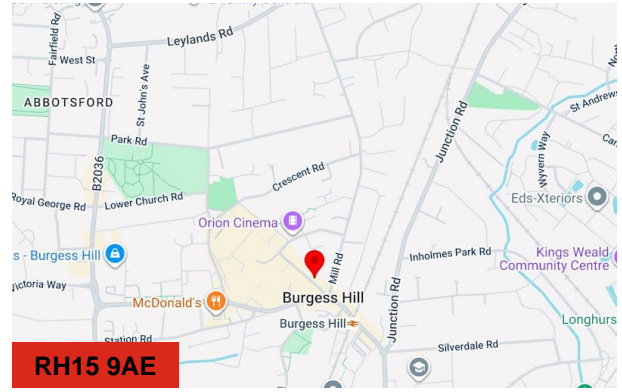 Leylands Rd
Fairfield Rd
West St
St John's Ave
ABBOTSFORD
Junction Rd
St Andrews
Park Rd
Wyvern Way
B2036
Crescent Rd
Royal George Rd
Lower Church Rd
Eds-Xteriors
Orion Cinema
s - Burgess Hill
Mill Rd
Inholmes Park Rd
Kings Weald
Community Centre
Victoria Way
McDonald's
Burgess Hill
Junction Rd
Longhurs
Burgess Hill
Station Rd
Silverdale Rd
RH15 9AE